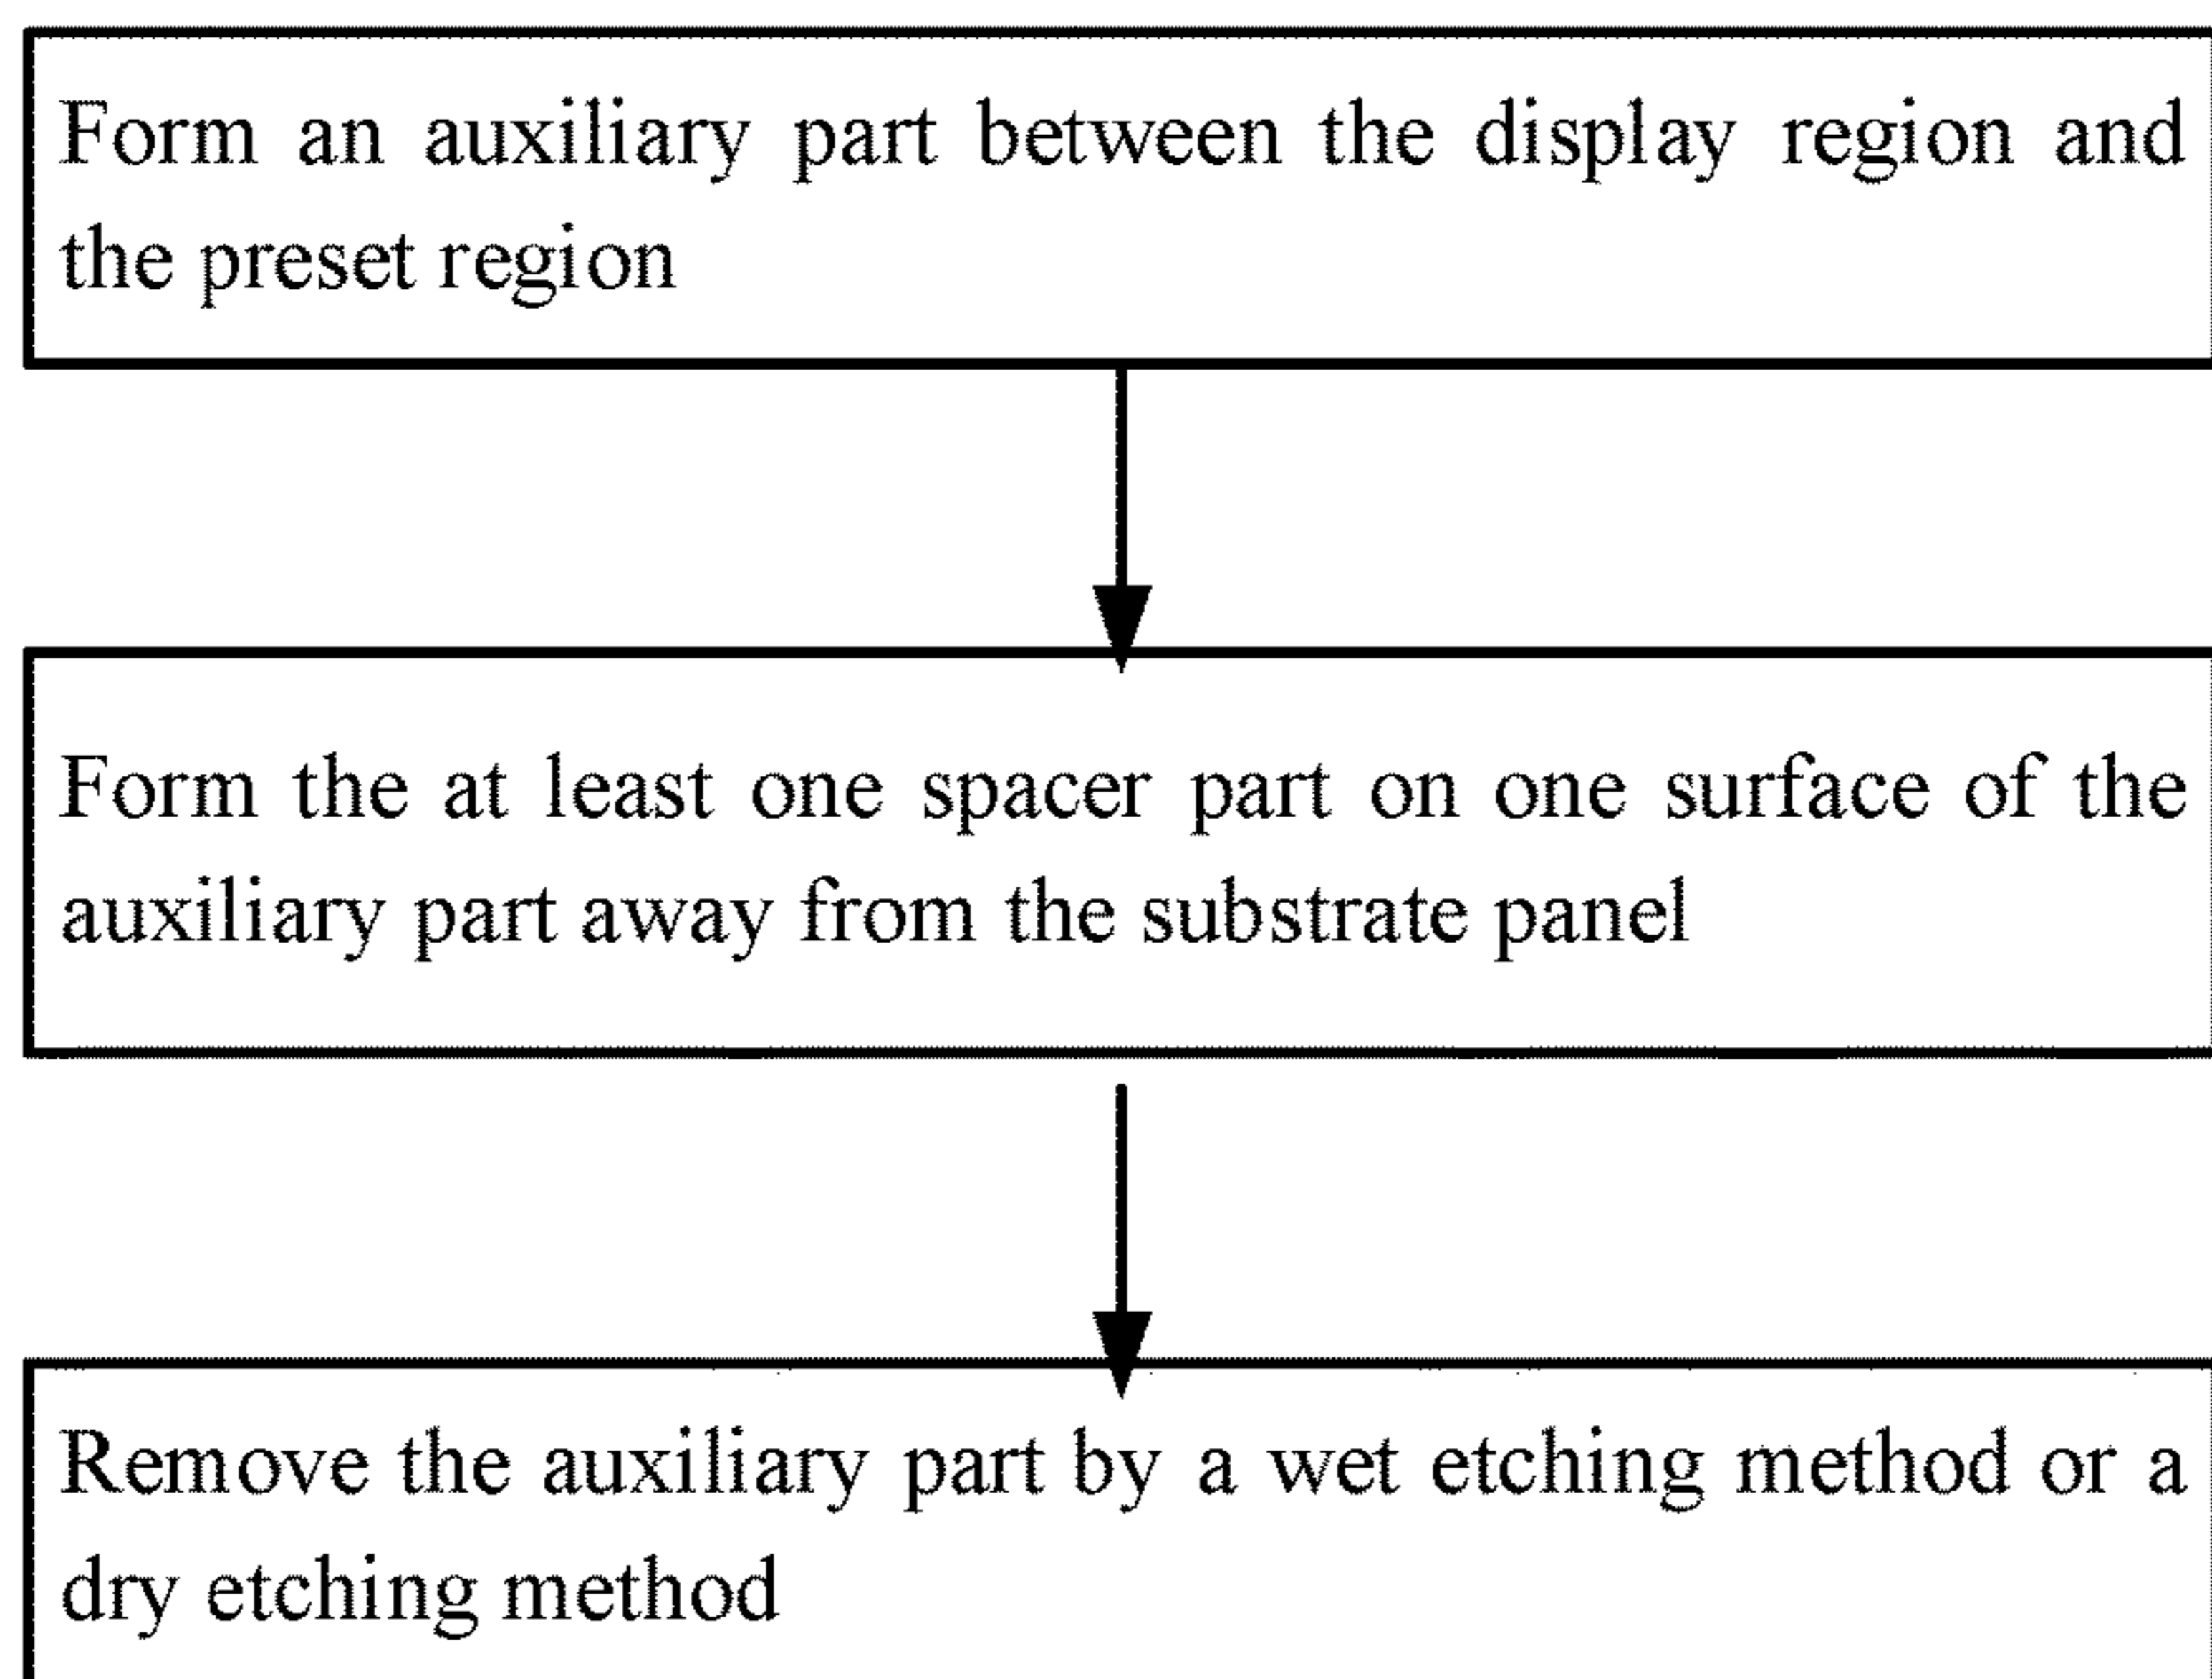 Form an auxiliary part between the display region and
the preset region
Form the at least one spacer part on one surface of the
auxiliary part away from the substrate panel
Remove the auxiliary part by a wet etching method or a
dry etching method